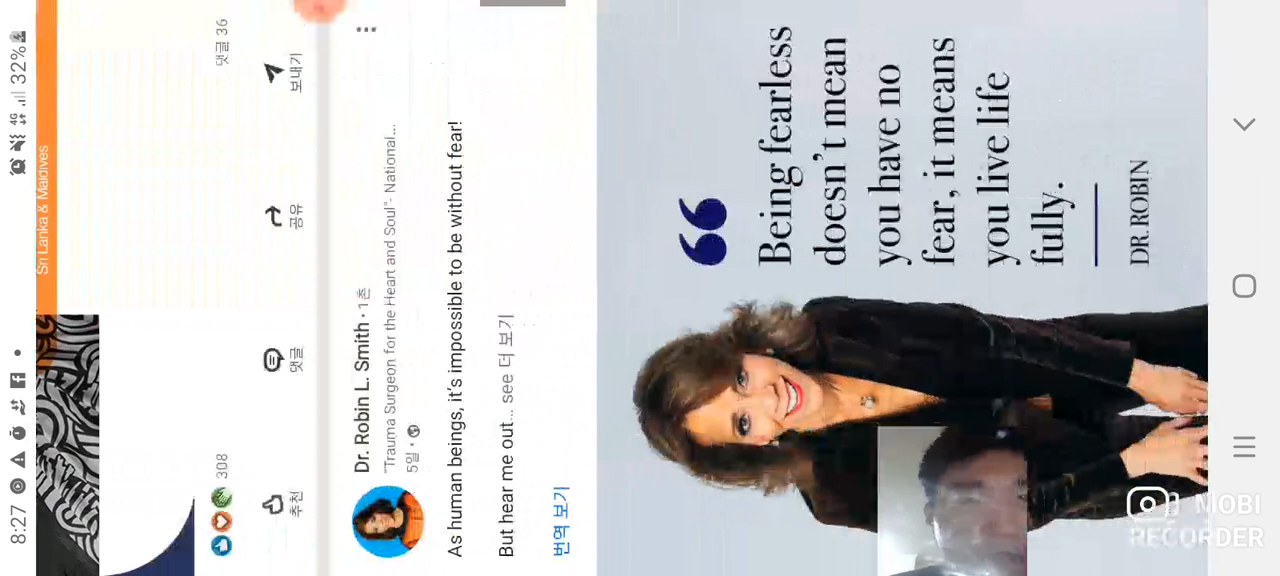 8:27
4G
32%
Sri Lanka & Maldives
308
댓글 36
추천
댓글
공유
보내기
Dr. Robin L. Smith • 1촌
"Trauma Surgeon for the Heart and Soul"- National...
5일 •
As human beings, it's impossible to be without fear!
But hear me out... see 더 보기
번역 보기
Being fearless
doesn't mean
you have no
fear, it means
you live life
fully.
DR. ROBIN
MOBI
RECORDER